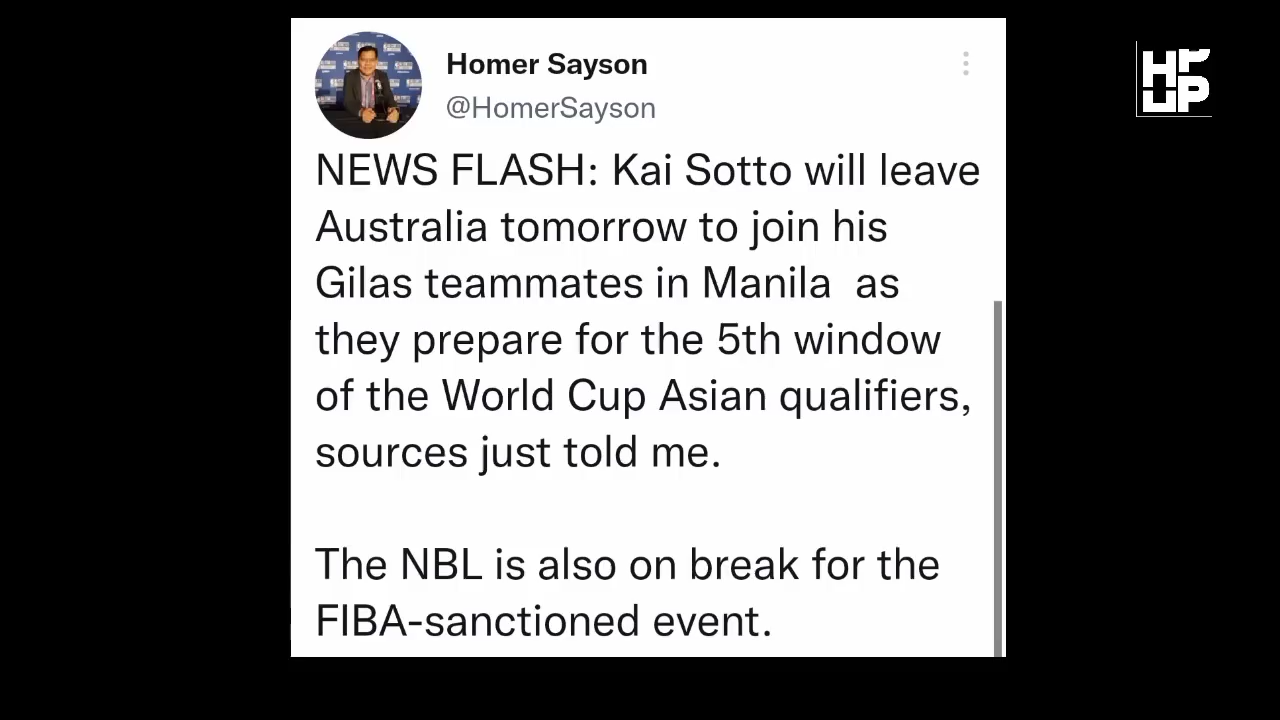 Homer Sayson
@HomerSayson
NEWS FLASH: Kai Sotto will leave
Australia tomorrow to join his
Gilas teammates in Manila  as
they prepare for the 5th window
of the World Cup Asian qualifiers,
sources just told me.
The NBL is also on break for the
FIBA-sanctioned event.